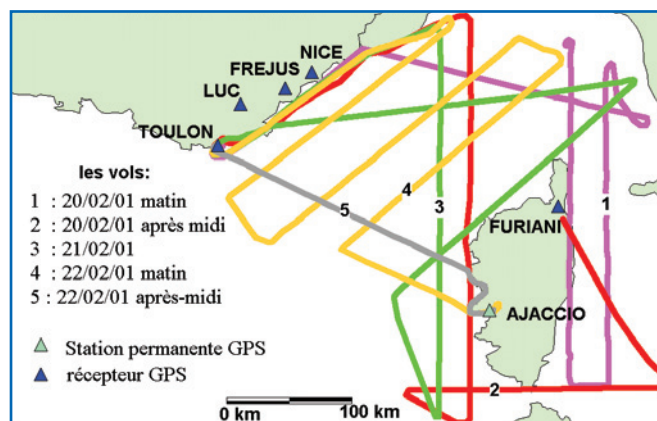 NICE
FREJUS
LUC
TOULON
les vols:
1 : 20/02/01 matin
2 : 20/02/01 après midi
3 : 21/02/01
4 : 22/02/01 matin
5 : 22/02/01 après-midi
Station permanente GPS
récepteur GPS
0 km 100 km
5
4
3
1
2
FURIANI
AJACCIO